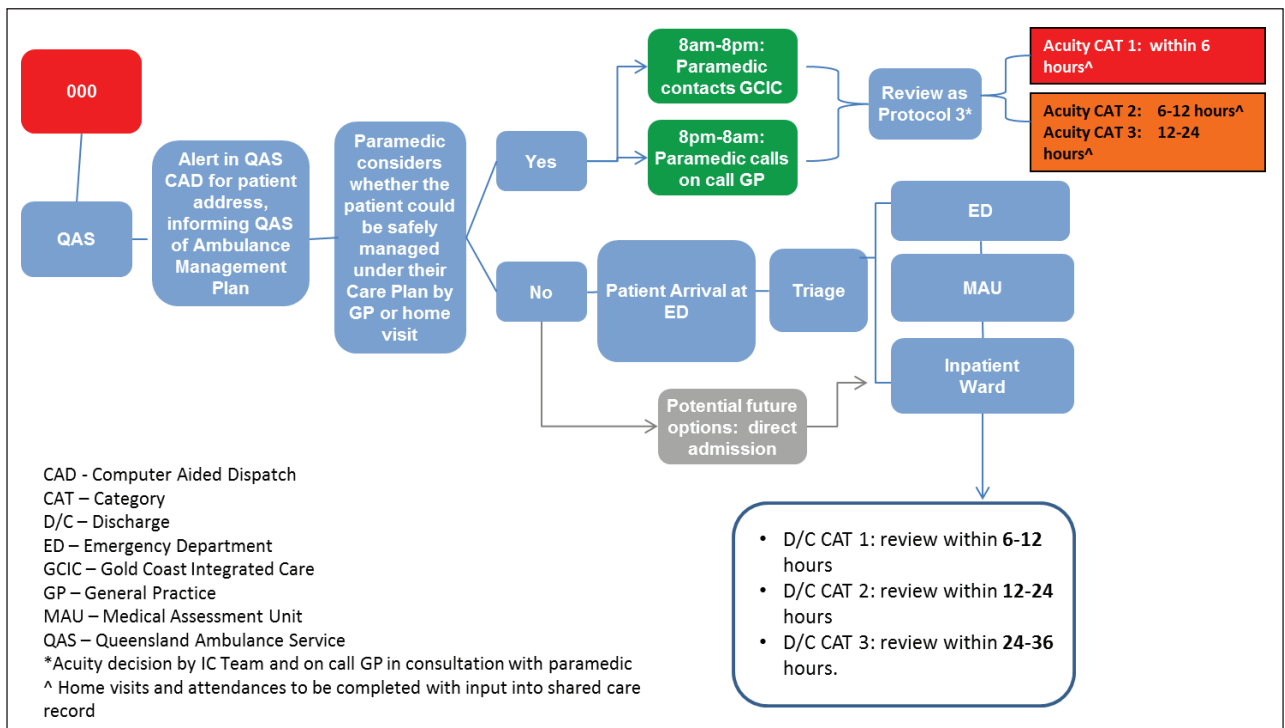 000
QAS
Alert in QAS
CAD for patient
address,
informing QAS
of Ambulance
Management
Plan
Paramedic
considers
whether the
patient could
be safely
managed
under their
Care Plan by
GP or home
visit
Yes
8am-8pm:
Paramedic
contacts GCIC
8pm-8am:
Paramedic calls
on call GP
Review as
Protocol 3*
Acuity CAT 1: within 6
hours^
Acuity CAT 2: 6-12 hours^
Acuity CAT 3: 12-24
hours^
No
Patient Arrival at
ED
Triage
ED
MAU
Inpatient
Ward
Potential future
options: direct
admission
• D/C CAT 1: review within 6-12
hours
• D/C CAT 2: review within 12-24
hours
• D/C CAT 3: review within 24-36
hours.
CAD - Computer Aided Dispatch
CAT – Category
D/C – Discharge
ED – Emergency Department
GCIC – Gold Coast Integrated Care
GP – General Practice
MAU – Medical Assessment Unit
QAS – Queensland Ambulance Service
*Acuity decision by IC Team and on call GP in consultation with paramedic
^ Home visits and attendances to be completed with input into shared care
record